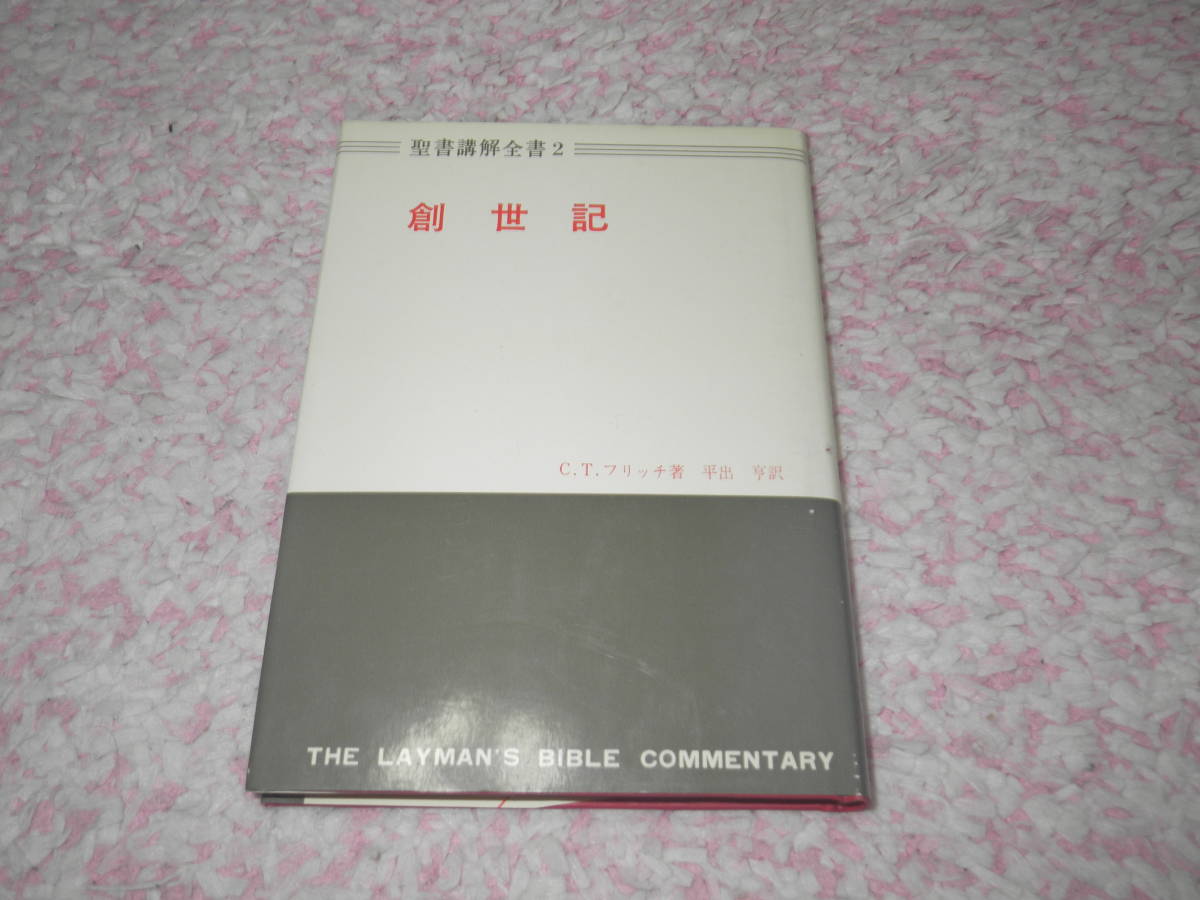 聖書講解全書2
創世記
C.T.フリッチ著 平出 亨訳
THE LAYMAN'S BIBLE COMMENTARY